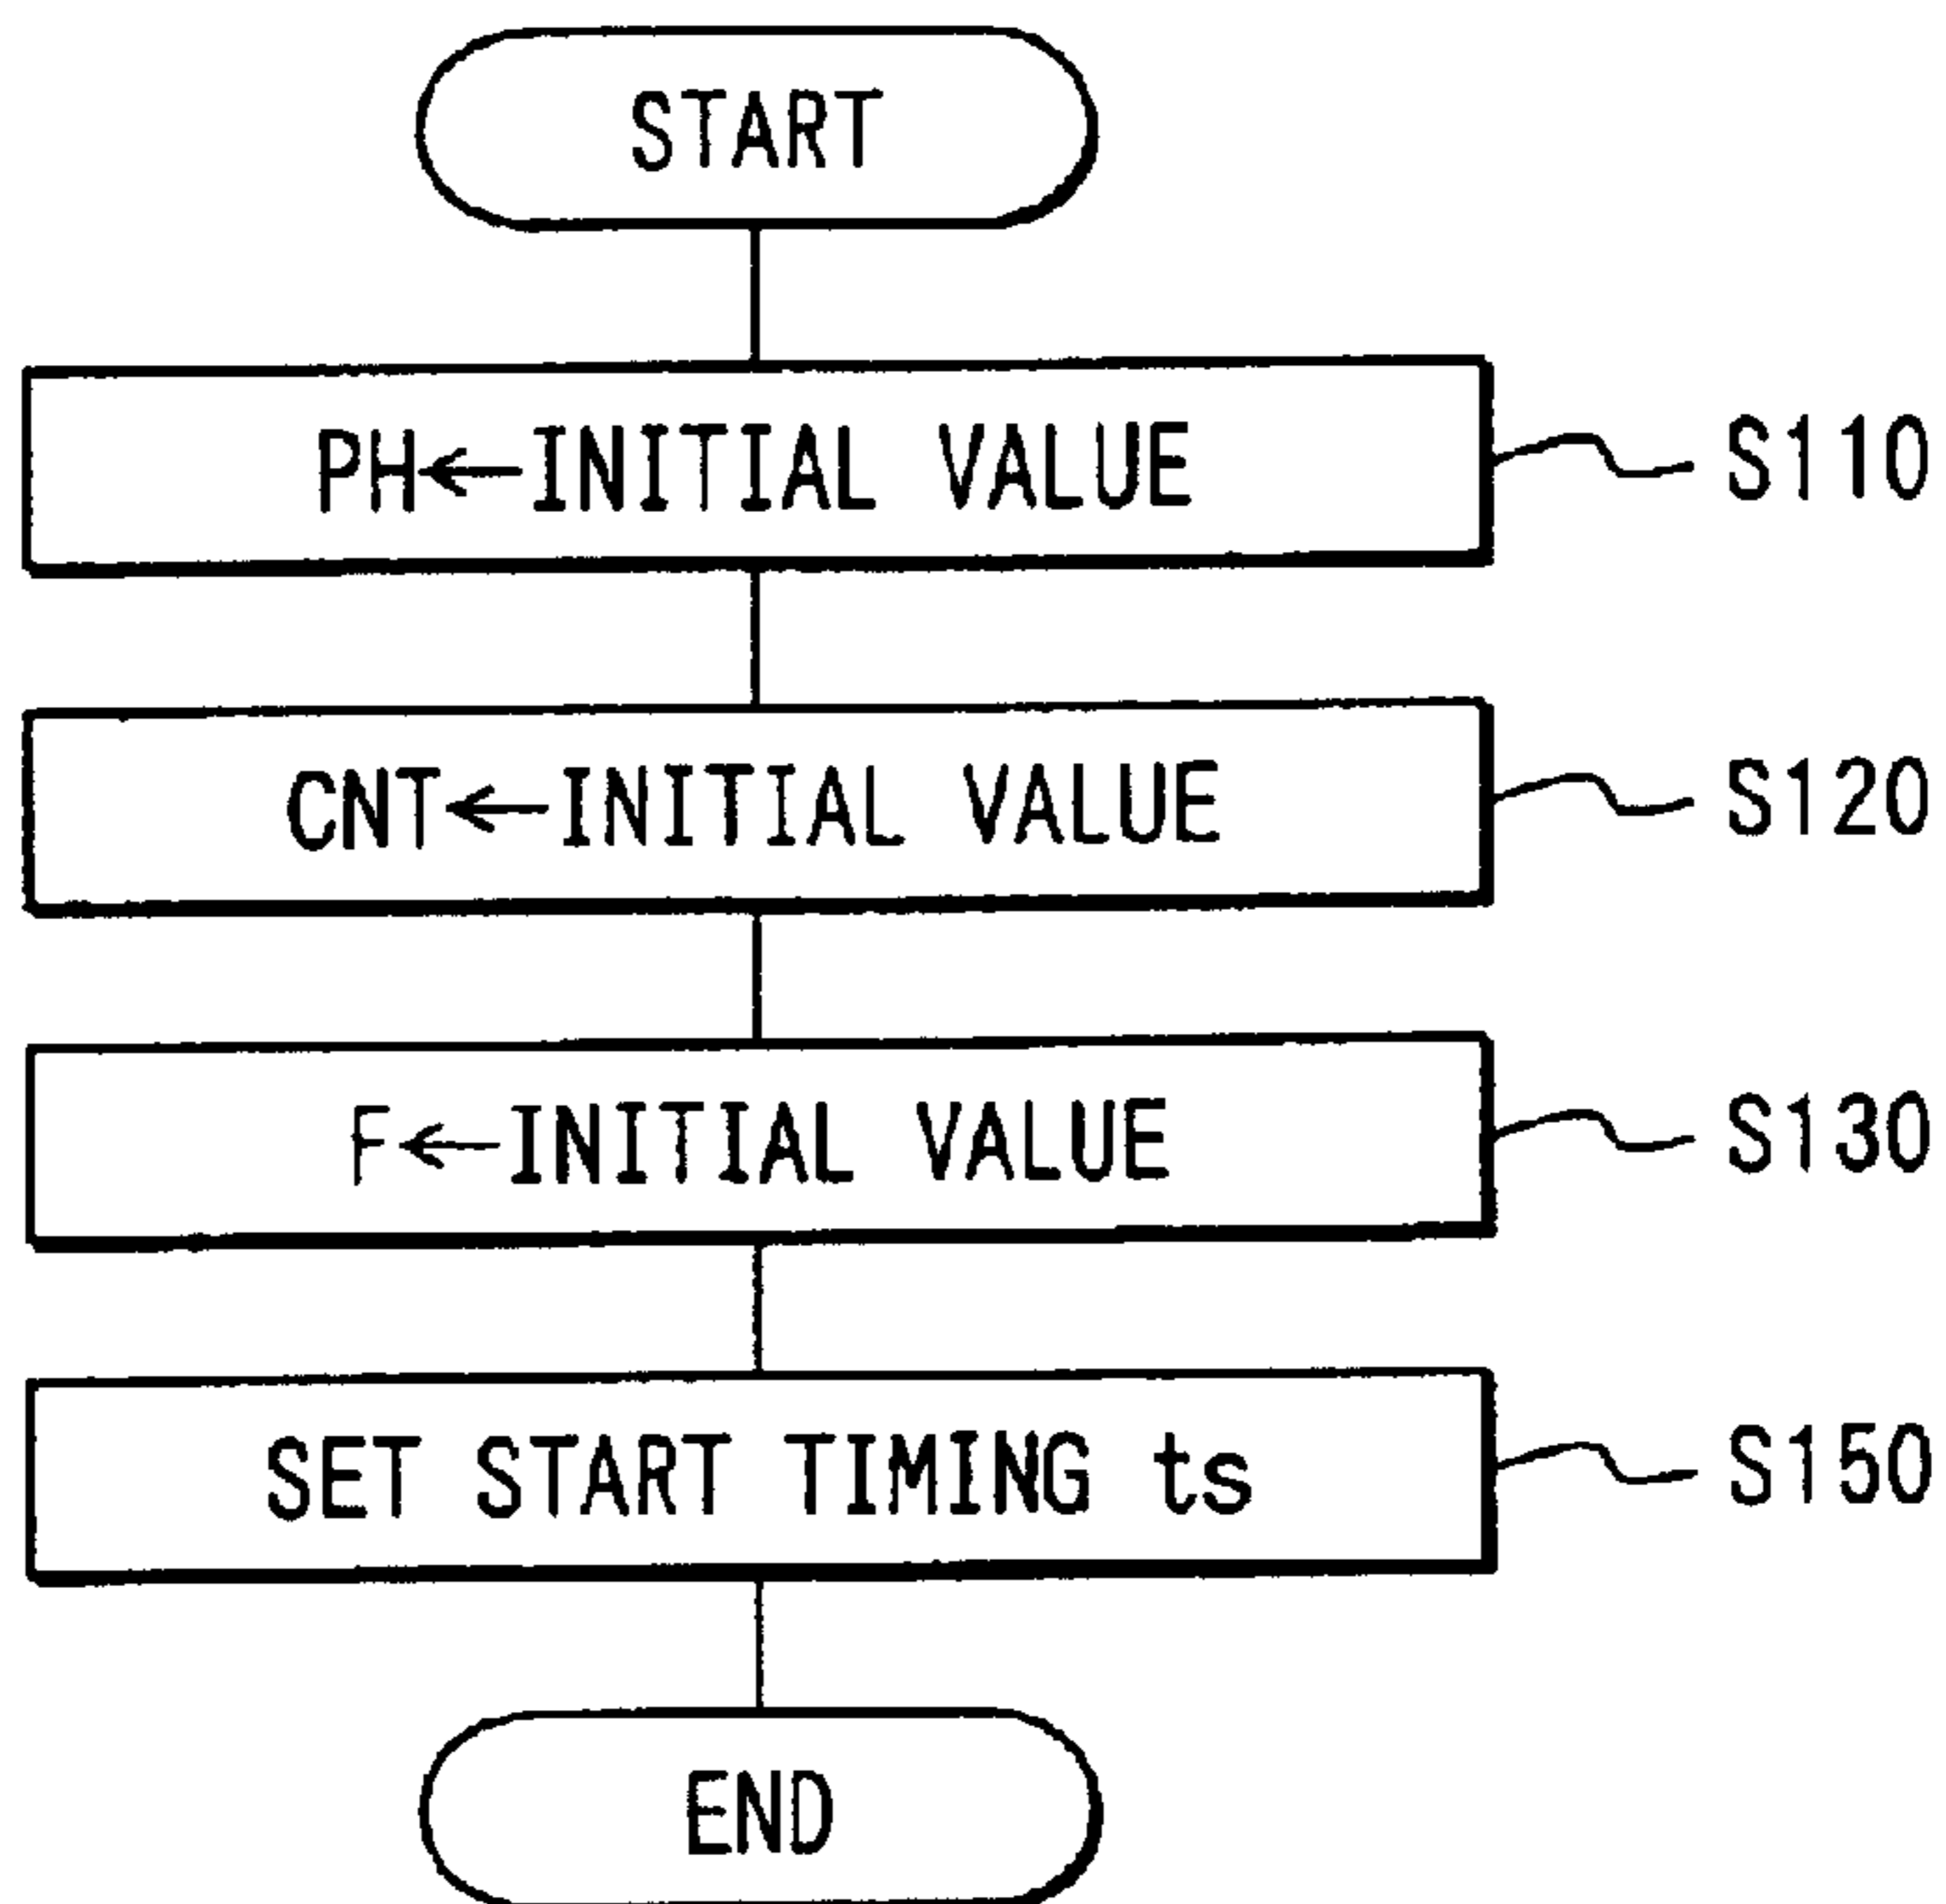 START
PH←INITIAL VALUE
S110
CNT←INITIAL VALUE
S120
F←INITIAL VALUE
S130
SET START TIMING ts
S150
END